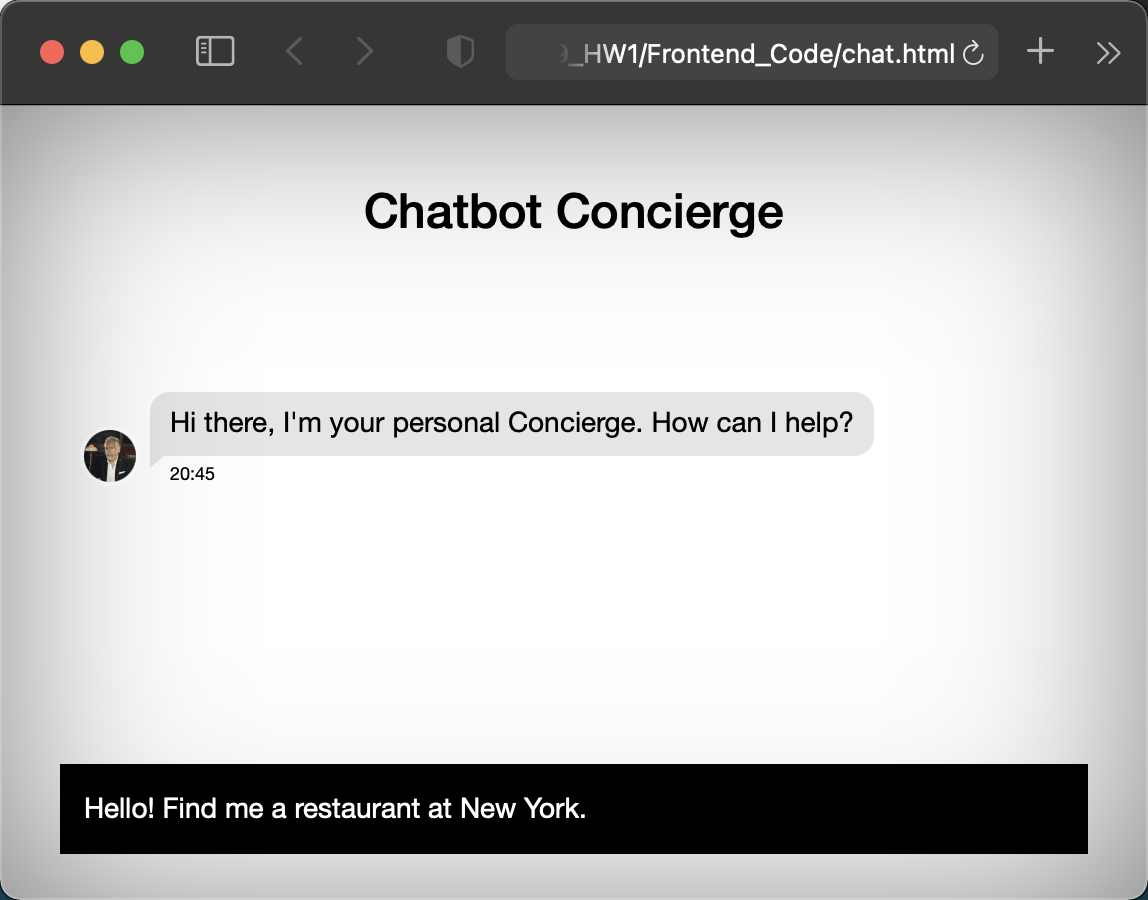 _HW1/Frontend_Code/chat.html
Chatbot Concierge
Hi there, I'm your personal Concierge. How can I help?
20:45
Hello! Find me a restaurant at New York.